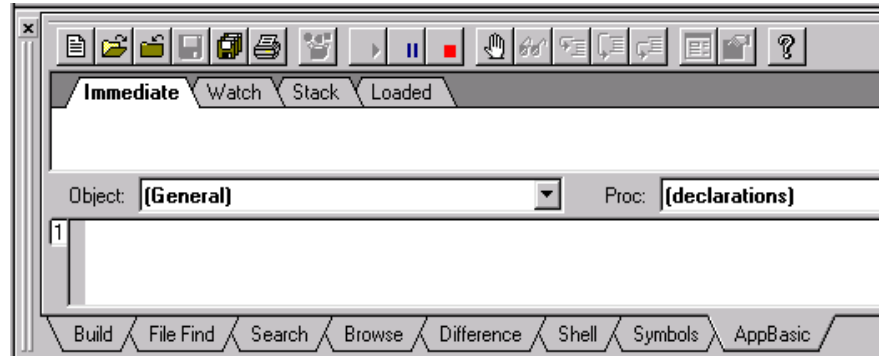 Immediate Watch Stack Loaded
Object: (General) Proc: (declarations)
1
Build File Find Search Browse Difference Shell Symbols AppBasic